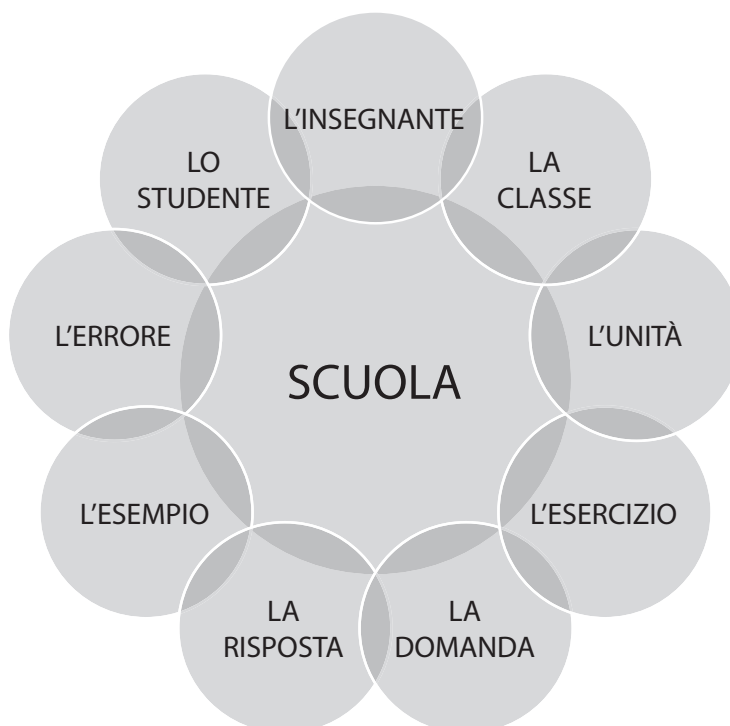 L'INSEGNANTE
LO
STUDENTE
LA
CLASSE
L'ERRORE
L'UNITÀ
SCUOLA
L'ESEMPIO
L'ESERCIZIO
LA
RISPOSTA
LA
DOMANDA